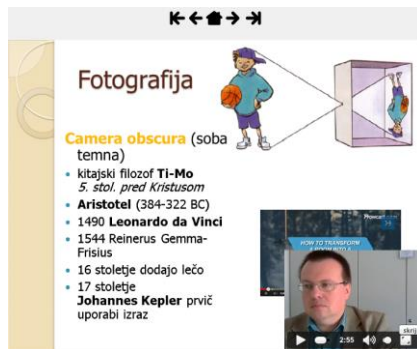 Fotografija
Camera obscura (soba
temna)
kitajski filozof Ti-Mo
5. stol. pred Kristusom
Aristotel (384-322 BC)
1490 Leonardo da Vinci
1544 Reinerus Gemma-
Frisius
16 stoletje dodajo lečo
17 stoletje
Johannes Kepler prvič
uporabi izraz
HOW TO TRANSFORM
A ROOM INTO A
2:55